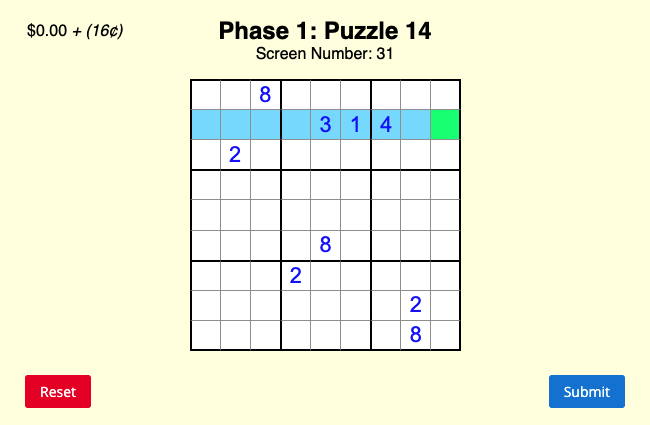 $0.00 + (16¢)
Phase 1: Puzzle 14
Screen Number: 31
8
3 1 4
2
8
2
2
8
Reset
Submit